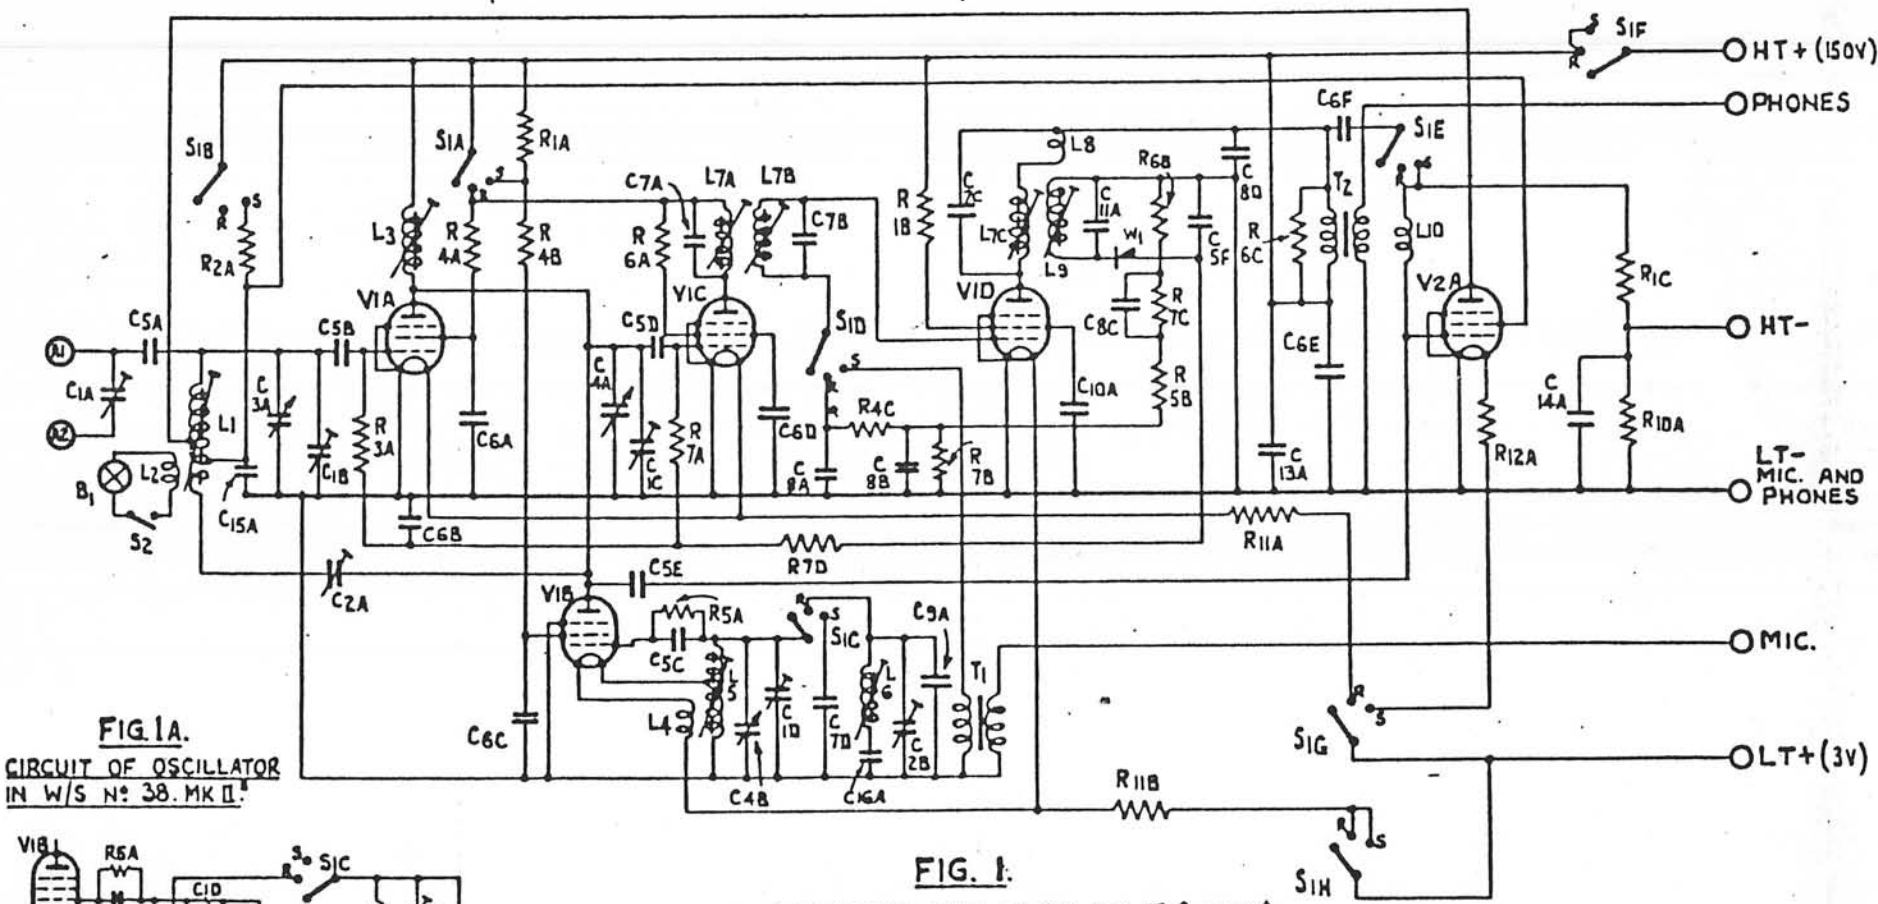 S1F
S
R
HT+ (150V)
PHONES
C6F
S1E
R
S
S1B
R
S
R2A
S1A
R
S
R1A
L3
R 4A
R 4B
C7A
L7A
L7B
C7B
R 6A
R 1B
C 7C
L8
L7C
L9
C 11A
R6B
W1
C 5F
C 8D
T2
R 6C
L10
R1C
V1A
V1C
V1D
V2A
HT-
C5A
C5B
C5D
S1D
S
R
C8C
R 7C
R 5B
C6E
C 14A
R10A
A1
A2
C1A
L1
L2
B1
S2
C15A
C 3A
C1B
R 3A
C6A
C6B
C 4A
C 1C
R 7A
C6D
C 8A
R4C
C 8B
R 7B
C10A
C 13A
R12A
LT-
MIC. AND
PHONES
R11A
R7D
C2A
C5E
V1B
R5A
C5C
R
S
S1C
C9A
T1
MIC.
L4
L 5
C 1D
C 7D
L 6
C 2B
C6C
C4B
C16A
R
S
S1G
LT+ (3V)
R11B
R
S
S1H
FIG. 1A.
CIRCUIT OF OSCILLATOR
IN W/S Nº 38. MK II.
V1B
R5A
C1D
S
R
S1C
FIG. 1.